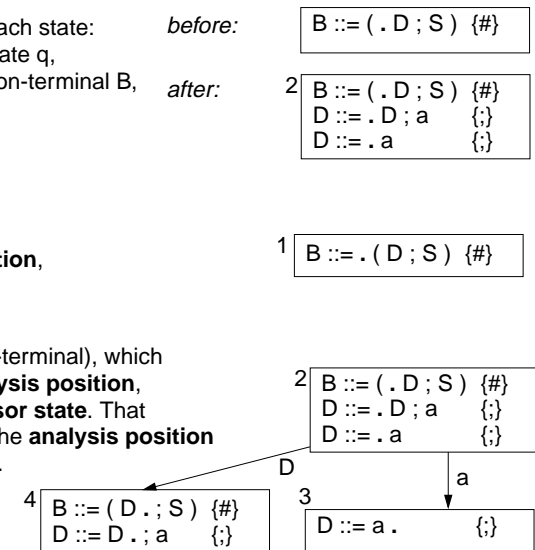 each state:
before:
B ::= ( . D ; S ) {#}
ate q,
on-terminal B,
after:
2
B ::= ( . D ; S ) {#}
D ::= . D ; a {;}
D ::= . a {;}
tion,
1
B ::= . ( D ; S ) {#}
-terminal), which
ysis position,
sor state. That
he analysis position
.
2
B ::= ( . D ; S ) {#}
D ::= . D ; a {;}
D ::= . a {;}
D
a
4
B ::= ( D . ; S ) {#}
D ::= D . ; a {;}
3
D ::= a . {;}